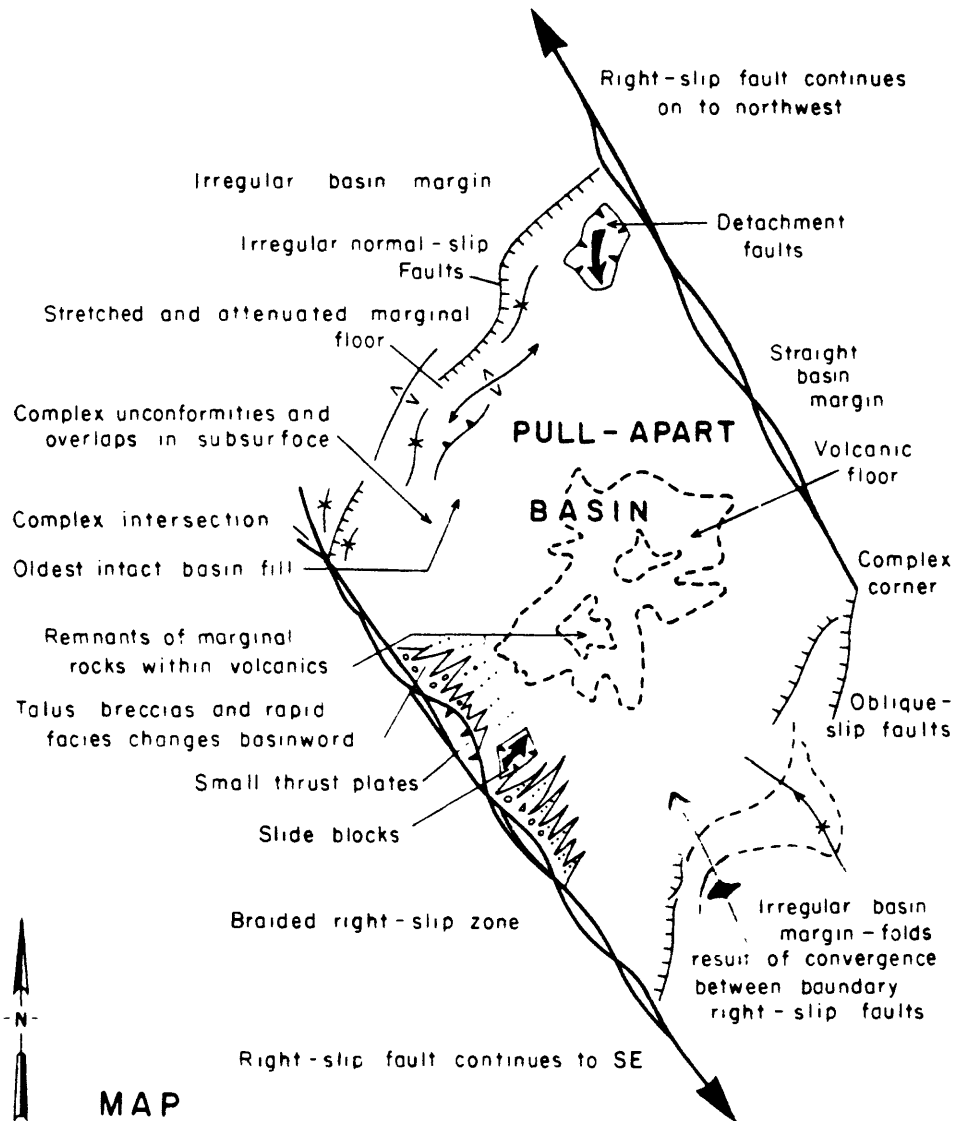 Right-slip fault continues
on to northwest
Irregular basin margin
Detachment
faults
Irregular normal-slip
Faults
Stretched and attenuated marginal
floor
Straight
basin
margin
Complex unconformities and
overlaps in subsurface
PULL-APART
BASIN
Volcanic
floor
Complex intersection
Oldest intact basin fill
Complex
corner
Remnants of marginal
rocks within volcanics
Talus breccias and rapid
facies changes basinword
Oblique-
slip faults
Small thrust plates
Slide blocks
Braided right-slip zone
Irregular basin
margin-folds
result of convergence
between boundary
right-slip faults
-N-
Right-slip fault continues to SE
MAP